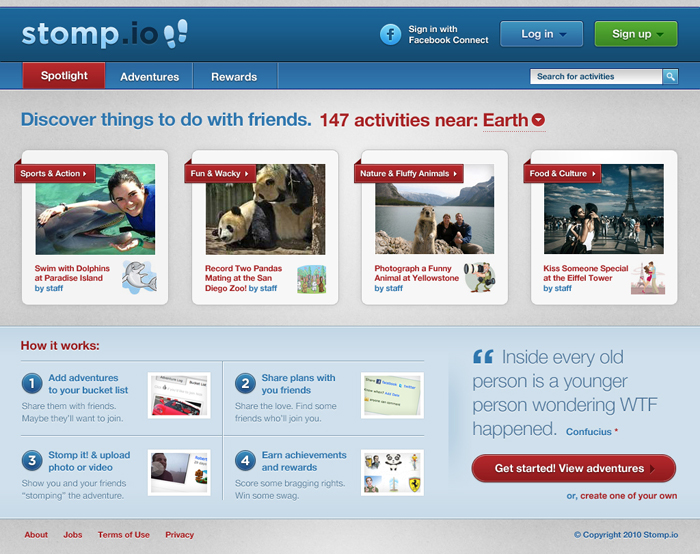 stomp.io
Sign in with
Facebook Connect
Log in
Sign up
Spotlight
Adventures
Rewards
Search for activities
Discover things to do with friends. 147 activities near: Earth
Sports & Action
Fun & Wacky
Nature & Fluffy Animals
Food & Culture
Swim with Dolphins
at Paradise Island
by staff
Record Two Pandas
Mating at the San
Diego Zoo! by staff
Photograph a Funny
Animal at Yellowstone
by staff
Kiss Someone Special
at the Eiffel Tower
by staff
How it works:
1 Add adventures
to your bucket list
Share them with friends.
Maybe they'll want to join.
2 Share plans with
you friends
Share the love. Find some
friends who'll join you.
3 Stomp it! & upload
photo or video
Show you and your friends
“stomping” the adventure.
4 Earn achievements
and rewards
Score some bragging rights.
Win some swag.
“ Inside every old
person is a younger
person wondering WTF
happened. Confucius *
Get started! View adventures
or, create one of your own
About
Jobs
Terms of Use
Privacy
© Copyright 2010 Stomp.io